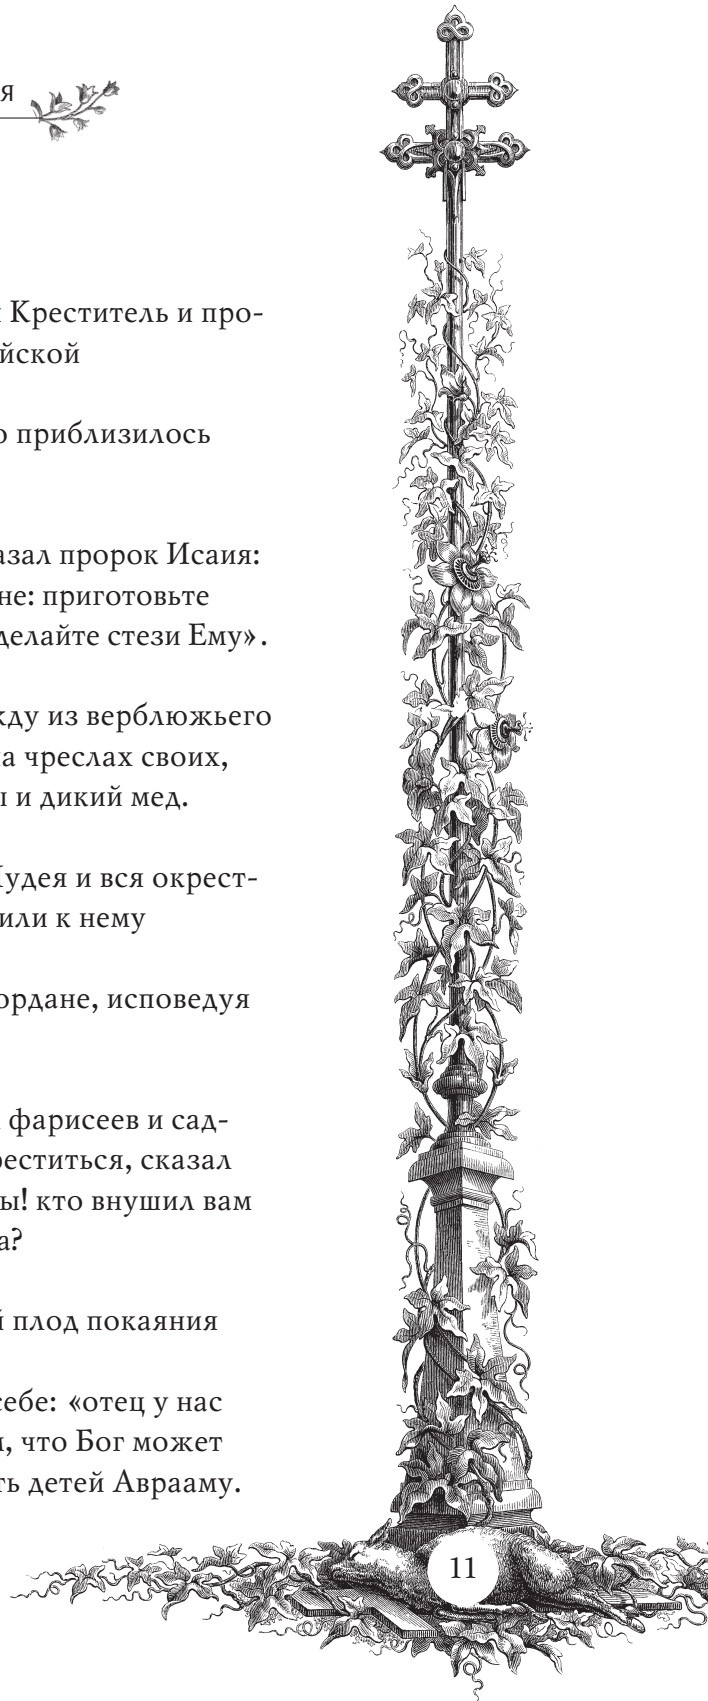 я
Креститель и про-
йской
приблизилось
азал пророк Исаия:
не: приготовьте
делайте стези Ему».
жду из верблюжьего
а чреслах своих,
и дикий мед.
Иудея и вся окрест-
или к нему
ордане, исповедуя
фарисеев и сад-
реститься, сказал
ы! кто внушил вам
а?
й плод покаяния
себе: «отец у нас
, что Бог может
ть детей Аврааму.
11